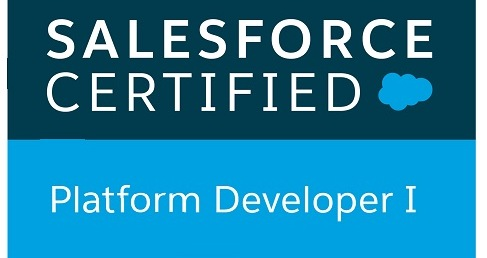 SALESFORCE
CERTIFIED
Platform Developer I